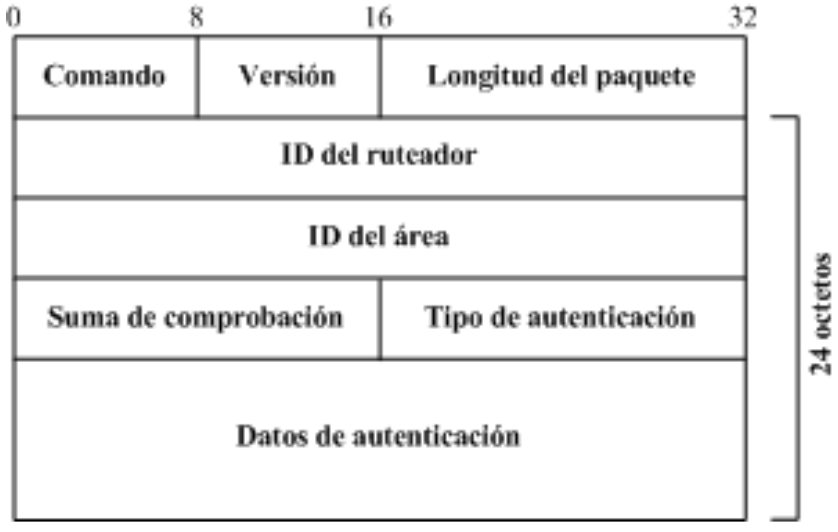 0 8 16 32
Comando Versión Longitud del paquete
ID del ruteador
ID del área
Suma de comprobación Tipo de autenticación
Datos de autenticación
24 octetos